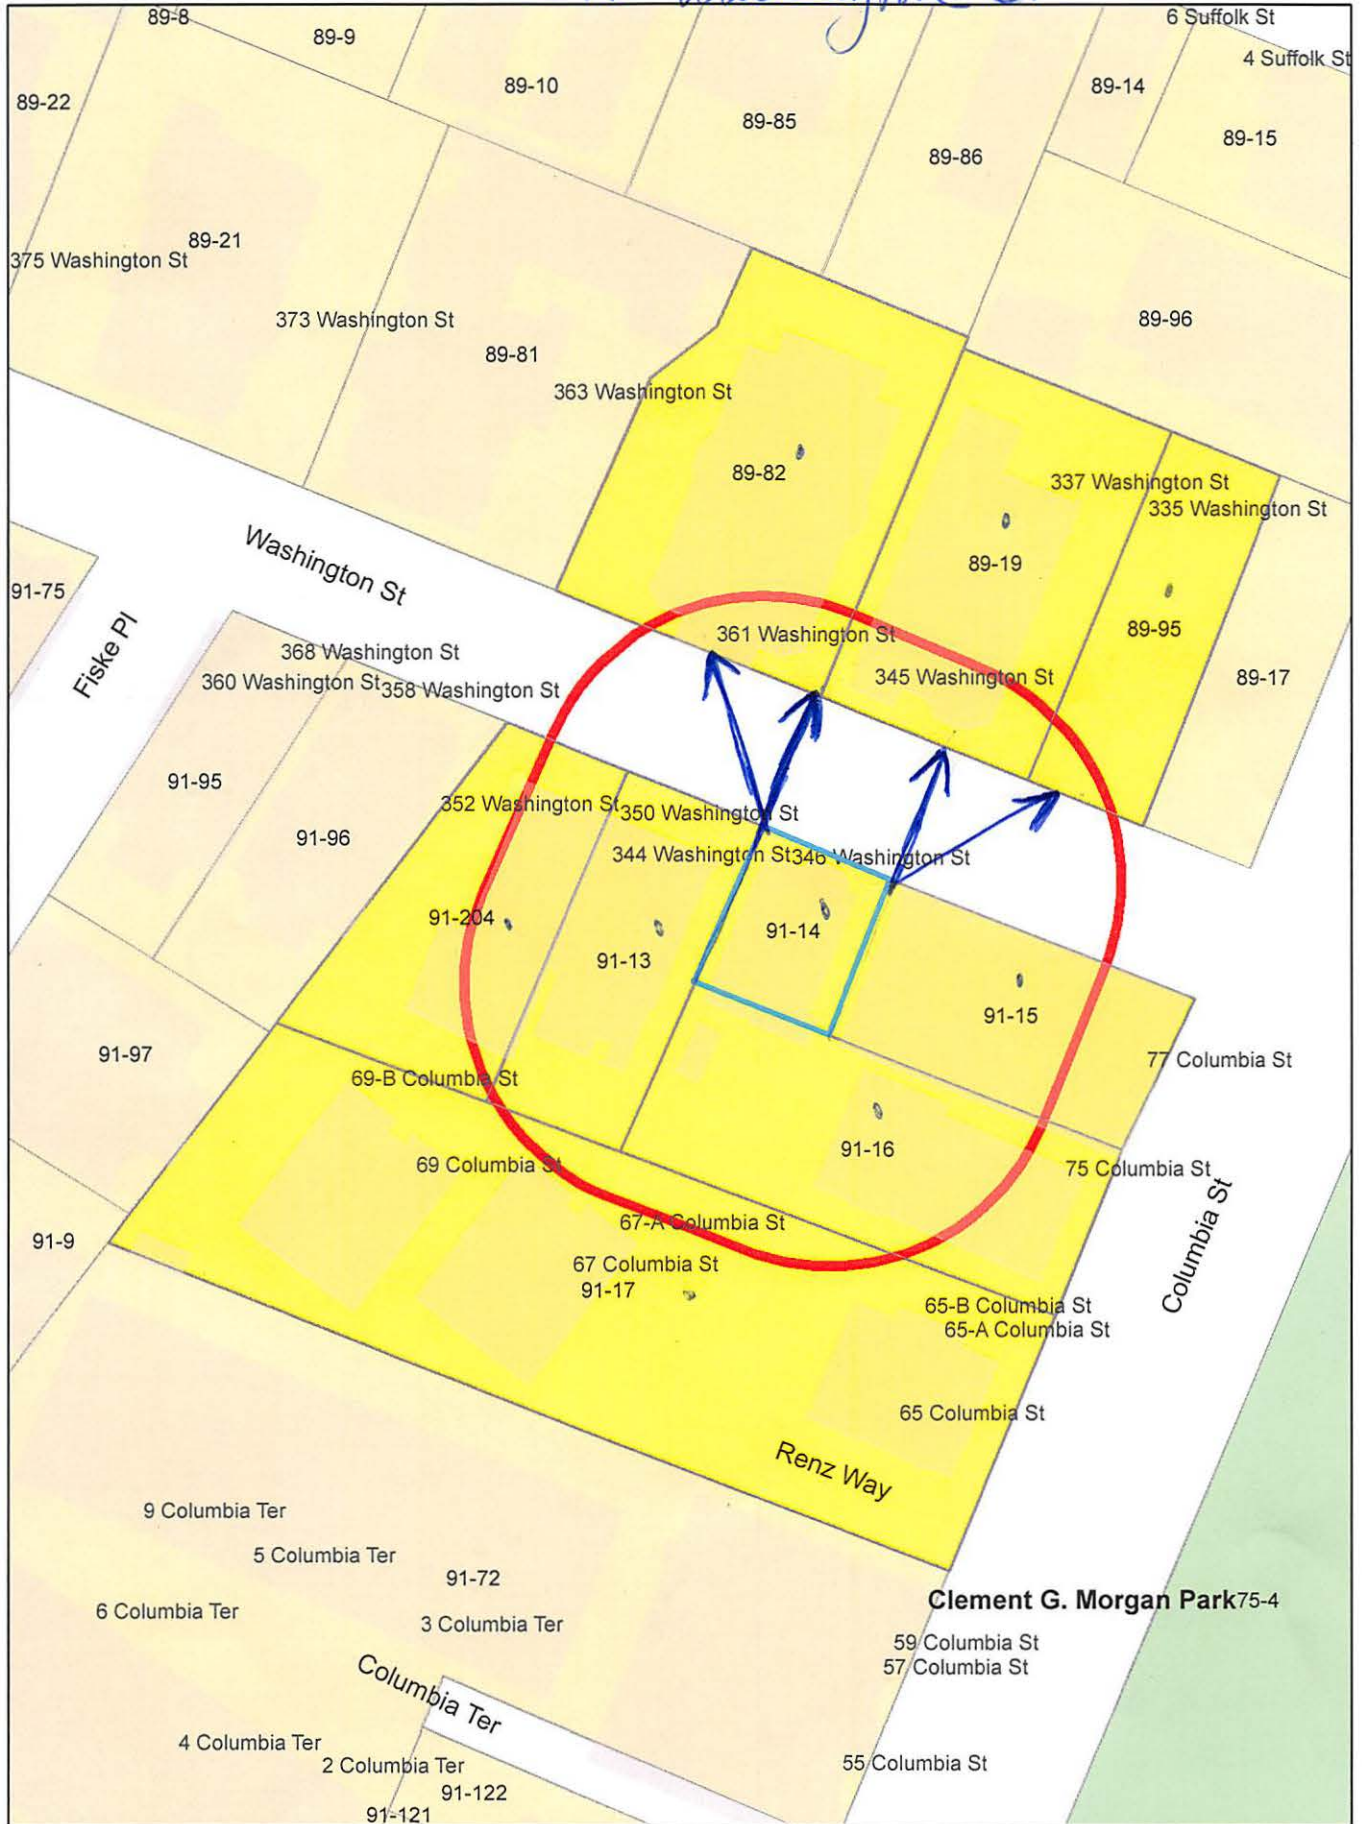 89-8
6 Suffolk St
89-9
4 Suffolk St
89-10
89-14
89-22
89-85
89-15
89-86
89-21
375 Washington St
373 Washington St
89-96
89-81
363 Washington St
89-82
337 Washington St
335 Washington St
Washington St
89-19
91-75
89-95
Fiske Pl
361 Washington St
368 Washington St
345 Washington St
89-17
360 Washington St
358 Washington St
91-95
352 Washington St
350 Washington St
91-96
344 Washington St
346 Washington St
91-204
91-14
91-13
91-15
91-97
77 Columbia St
69-B Columbia St
91-16
69 Columbia St
75 Columbia St
67-A Columbia St
91-9
Columbia St
67 Columbia St
91-17
65-B Columbia St
65-A Columbia St
65 Columbia St
Renz Way
9 Columbia Ter
5 Columbia Ter
91-72
Clement G. Morgan Park
75-4
6 Columbia Ter
3 Columbia Ter
59 Columbia St
57 Columbia St
Columbia Ter
4 Columbia Ter
2 Columbia Ter
55 Columbia St
91-122
91-121